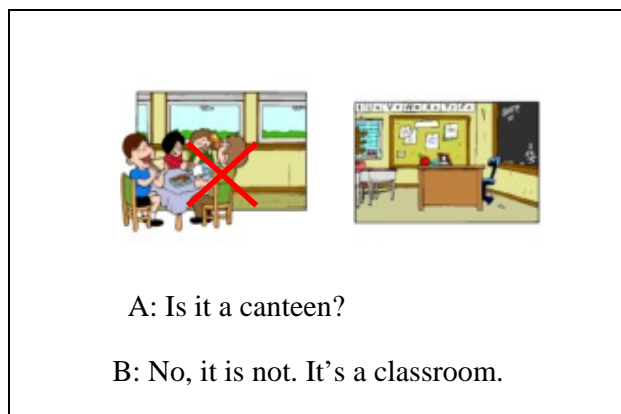 A: Is it a canteen?
B: No, it is not. It’s a classroom.